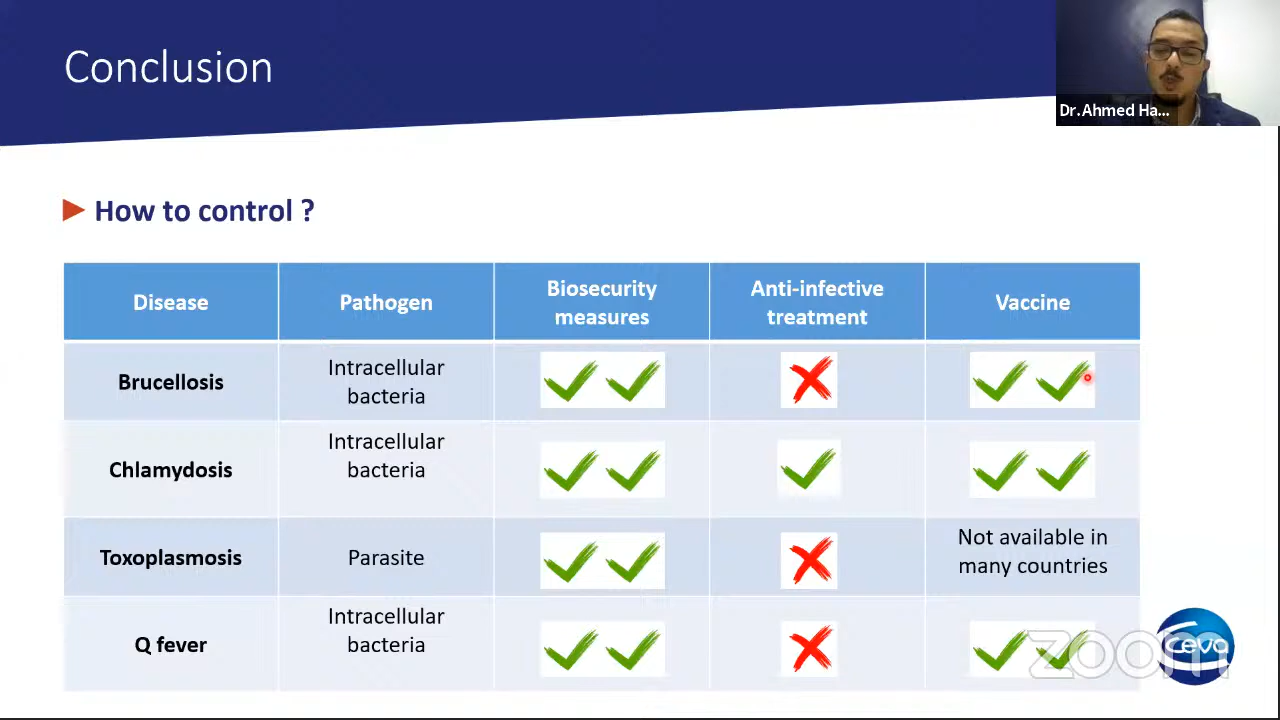 Conclusion
Dr.Ahmed Ha...
How to control ?
Disease
Pathogen
Biosecurity
measures
Anti-infective
treatment
Vaccine
Brucellosis
Intracellular
bacteria
Chlamydosis
Intracellular
bacteria
Toxoplasmosis
Parasite
Not available in
many countries
Q fever
Intracellular
bacteria
zoom
Ceva